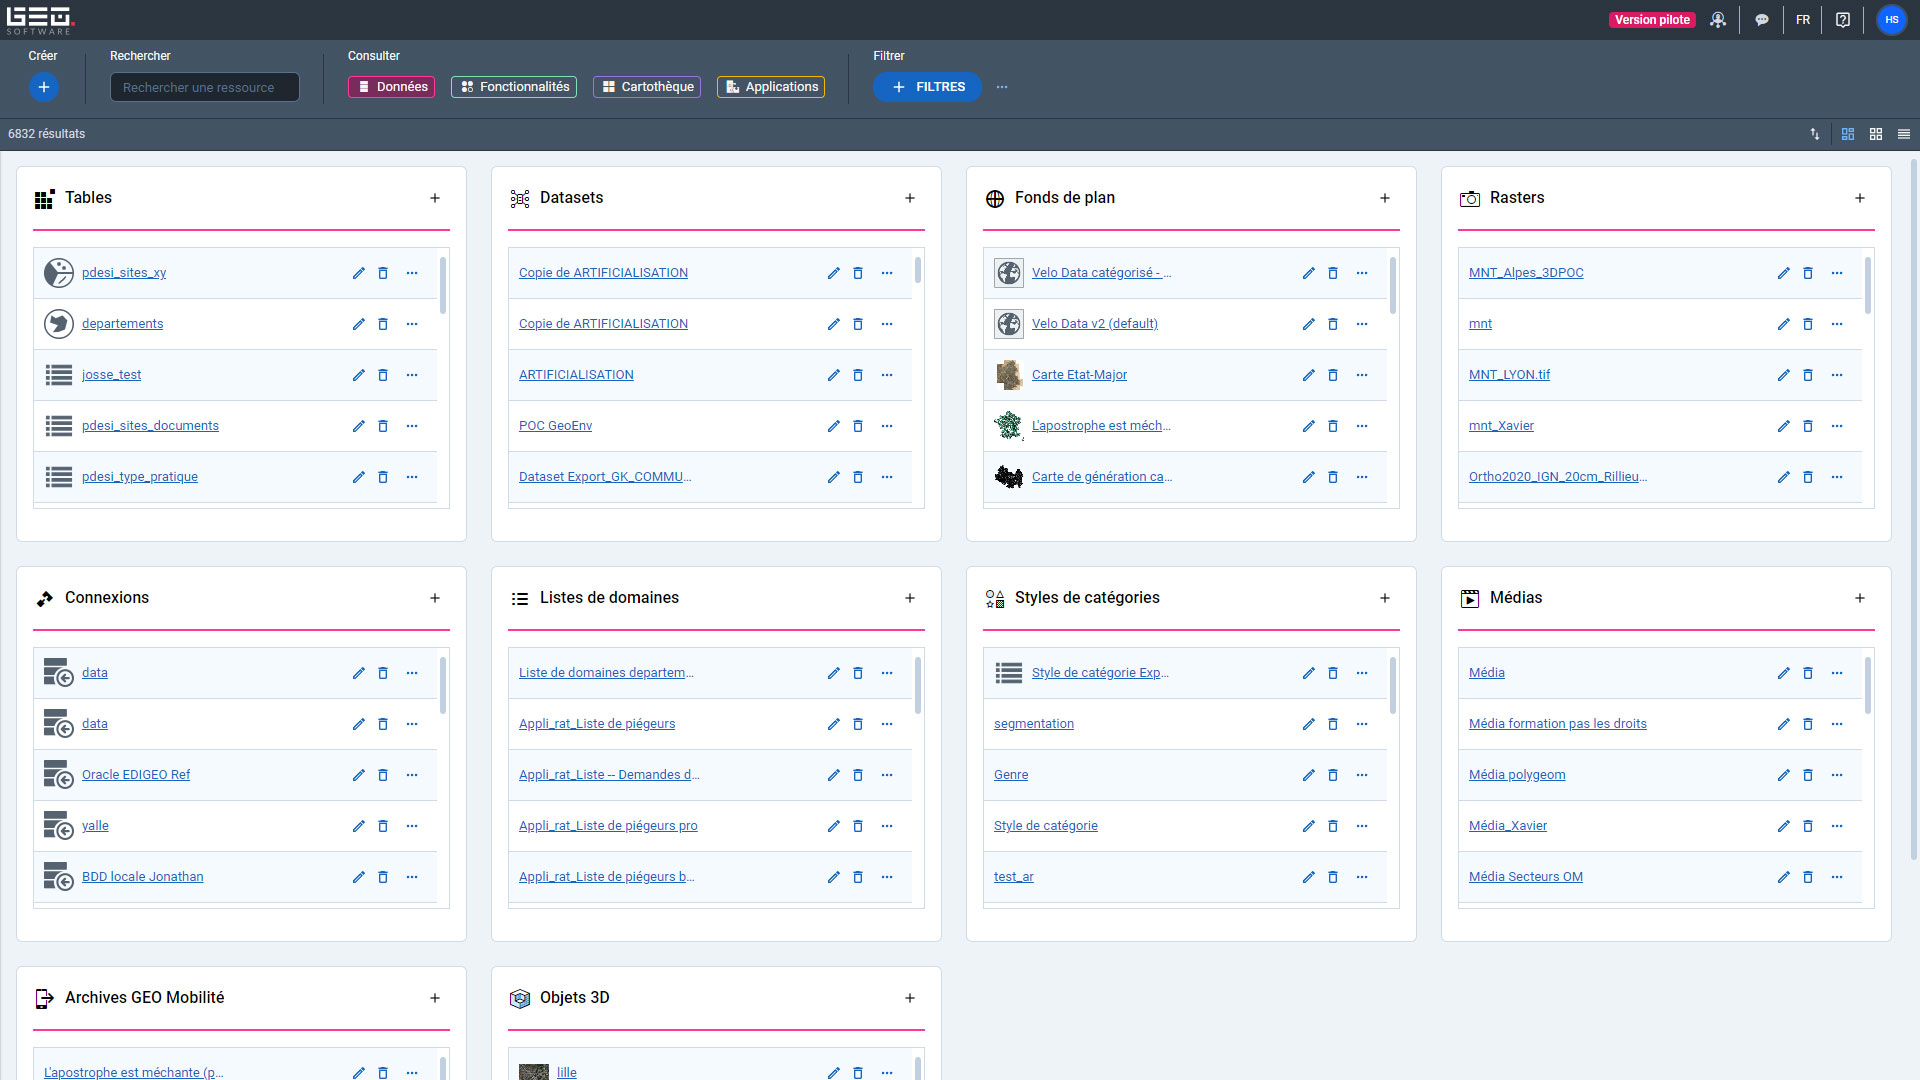 GEO.
SOFTWARE
Version pilote
FR
HS
Créer
Rechercher
Consulter
Filtrer
Rechercher une ressource
Données
Fonctionnalités
Cartothèque
Applications
FILTRES
6832 résultats
Tables
pdesi_sites_xy
departements
josse_test
pdesi_sites_documents
pdesi_type_pratique
Datasets
Copie de ARTIFICIALISATION
Copie de ARTIFICIALISATION
ARTIFICIALISATION
POC GeoEnv
Dataset Export_GK_COMMU...
Fonds de plan
Velo Data catégorisé - ...
Velo Data v2 (default)
Carte Etat-Major
L'apostrophe est méch...
Carte de génération ca...
Rasters
MNT_Alpes_3DPOC
mnt
MNT_LYON.tif
mnt_Xavier
Ortho2020_IGN_20cm_Rillieu...
Connexions
data
data
Oracle EDIGEO Ref
yalle
BDD locale Jonathan
Listes de domaines
Liste de domaines departem...
Appli_rat_Liste de piégeurs
Appli_rat_Liste -- Demandes d...
Appli_rat_Liste de piégeurs pro
Appli_rat_Liste de piégeurs b...
Styles de catégories
Style de catégorie Exp...
segmentation
Genre
Style de catégorie
test_ar
Médias
Média
Média formation pas les droits
Média polygeom
Média_Xavier
Média Secteurs OM
Archives GEO Mobilité
L'apostrophe est méchante (p...
Objets 3D
lille